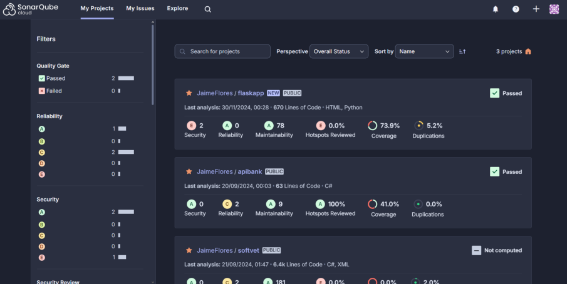 SonarQube cloud
My Projects My Issues Explore
Filters
Quality Gate
Passed 2
Failed 0
Reliability
A 1
B 0
C 2
D 0
E 0
Security
A 2
B 0
C 0
D 0
E 1
Security Review
Search for projects Perspective Overall Status Sort by Name 3 projects
JaimeFlores / flaskapp NEW PUBLIC Passed
Last analysis: 30/11/2024, 00:28 · 670 Lines of Code · HTML, Python
E 2 A 0 A 78 E 0.0% 73.9% 5.2%
Security Reliability Maintainability Hotspots Reviewed Coverage Duplications
JaimeFlores / apibank PUBLIC Passed
Last analysis: 20/09/2024, 00:03 · 63 Lines of Code · C#
A 0 C 2 A 9 A 100% 41.0% 0.0%
Security Reliability Maintainability Hotspots Reviewed Coverage Duplications
JaimeFlores / softvet PUBLIC Not computed
Last analysis: 21/09/2024, 01:47 · 6.4k Lines of Code · C#, XML
A 0 C 2 A 181 E 0.0% 0.0% 2.0%